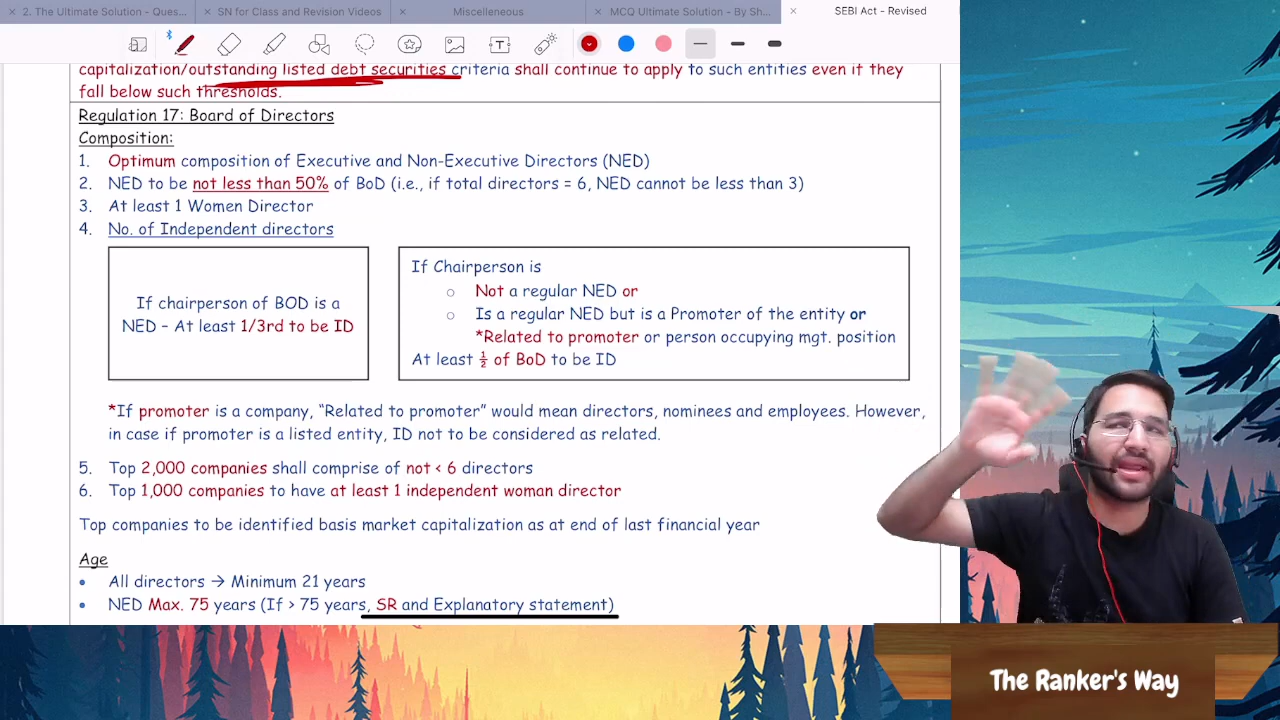 2. The Ultimate Solution - Ques...
SN for Class and Revision Videos
Miscellaneous
MCQ Ultimate Solution - By Sh...
SEBI Act - Revised
capitalization/outstanding listed debt securities criteria shall continue to apply to such entities even if they
fall below such thresholds.
Regulation 17: Board of Directors
Composition:
1. Optimum composition of Executive and Non-Executive Directors (NED)
2. NED to be not less than 50% of BoD (i.e., if total directors = 6, NED cannot be less than 3)
3. At least 1 Women Director
4. No. of Independent directors
If chairperson of BOD is a
NED – At least 1/3rd to be ID
If Chairperson is
○ Not a regular NED or
○ Is a regular NED but is a Promoter of the entity or
*Related to promoter or person occupying mgt. position
At least ½ of BoD to be ID
*If promoter is a company, “Related to promoter” would mean directors, nominees and employees. However,
in case if promoter is a listed entity, ID not to be considered as related.
5. Top 2,000 companies shall comprise of not < 6 directors
6. Top 1,000 companies to have at least 1 independent woman director
Top companies to be identified basis market capitalization as at end of last financial year
Age
• All directors → Minimum 21 years
• NED Max. 75 years (If > 75 years, SR and Explanatory statement)
The Ranker's Way